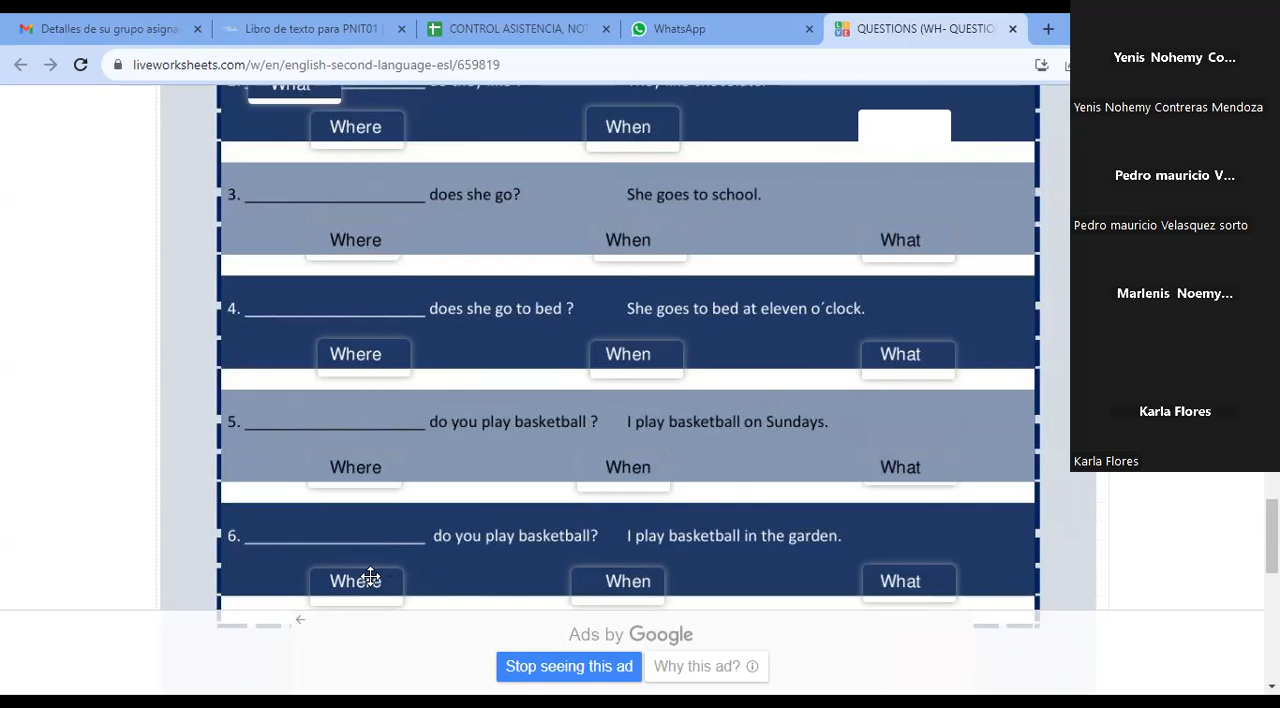 Detalles de su grupo asigna
Libro de texto para PNIT01
CONTROL ASISTENCIA, NOT
WhatsApp
QUESTIONS (WH- QUESTIO
liveworksheets.com/w/en/english-second-language-esl/659819
What
Where When
3. ____________________ does she go? She goes to school.
Where When What
4. ____________________ does she go to bed ? She goes to bed at eleven o´clock.
Where When What
5. ____________________ do you play basketball ? I play basketball on Sundays.
Where When What
6. ____________________ do you play basketball? I play basketball in the garden.
Where When What
Ads by Google
Stop seeing this ad Why this ad?
Yenis Nohemy Co...
Yenis Nohemy Contreras Mendoza
Pedro mauricio V...
Pedro mauricio Velasquez sorto
Marlenis Noemy...
Karla Flores
Karla Flores